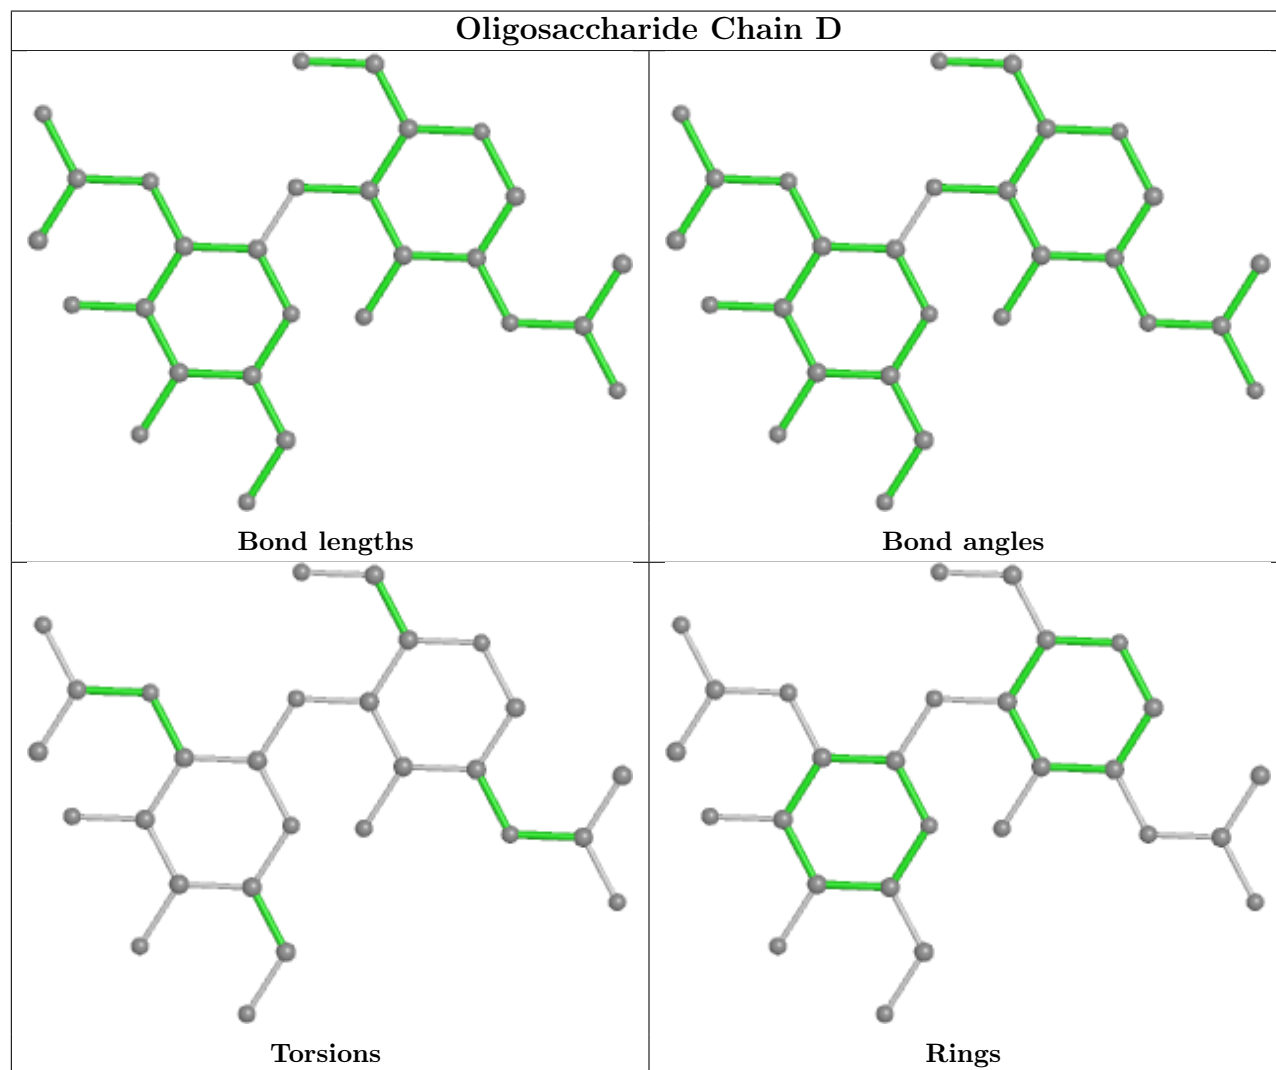 Oligosaccharide Chain D
Bond lengths
Bond angles
Torsions
Rings